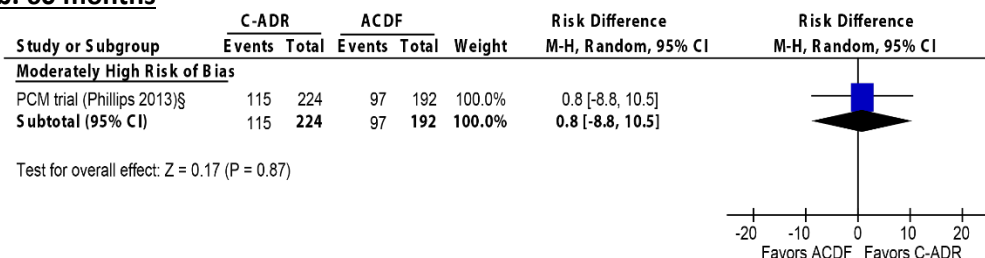 b. 60 months
C-ADR ACDF Risk Difference Risk Difference
Study or Subgroup Events Total Events Total Weight M-H, Random, 95% CI M-H, Random, 95% CI
Moderately High Risk of Bias
PCM trial (Phillips 2013)§ 115 224 97 192 100.0% 0.8 [-8.8, 10.5]
Subtotal (95% CI) 115 224 97 192 100.0% 0.8 [-8.8, 10.5]
Test for overall effect: Z = 0.17 (P = 0.87)
-20 -10 0 10 20
Favors ACDF Favors C-ADR